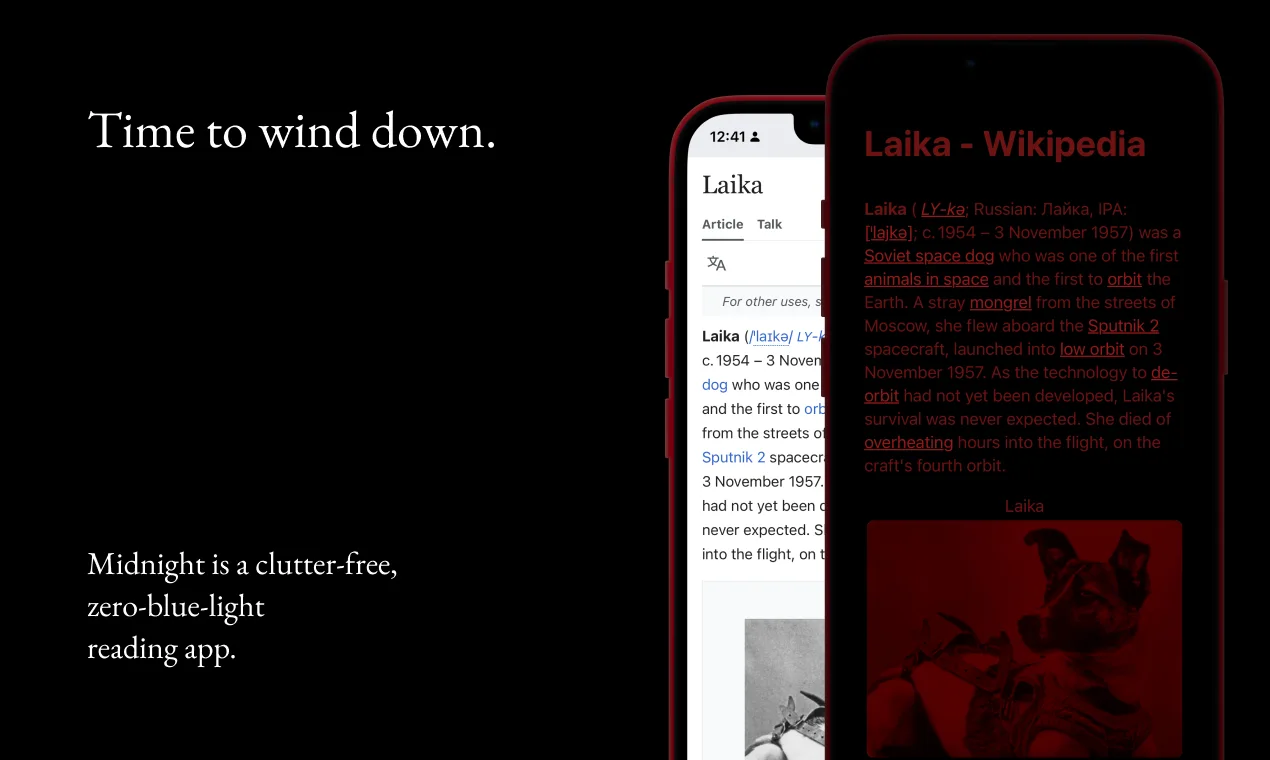 Time to wind down.
Midnight is a clutter-free,
zero-blue-light
reading app.
12:41
Laika
Article Talk
For other uses, s
Laika (/ˈlaɪkə/ LY-k
c. 1954 – 3 Novem
dog who was one
and the first to orb
from the streets of
Sputnik 2 spacecra
3 November 1957.
had not yet been d
never expected. S
into the flight, on t
Laika - Wikipedia
Laika ( LY-kə; Russian: Лайка, IPA:
[ˈlajkə]; c. 1954 – 3 November 1957) was a
Soviet space dog who was one of the first
animals in space and the first to orbit the
Earth. A stray mongrel from the streets of
Moscow, she flew aboard the Sputnik 2
spacecraft, launched into low orbit on 3
November 1957. As the technology to de-
orbit had not yet been developed, Laika's
survival was never expected. She died of
overheating hours into the flight, on the
craft's fourth orbit.
Laika